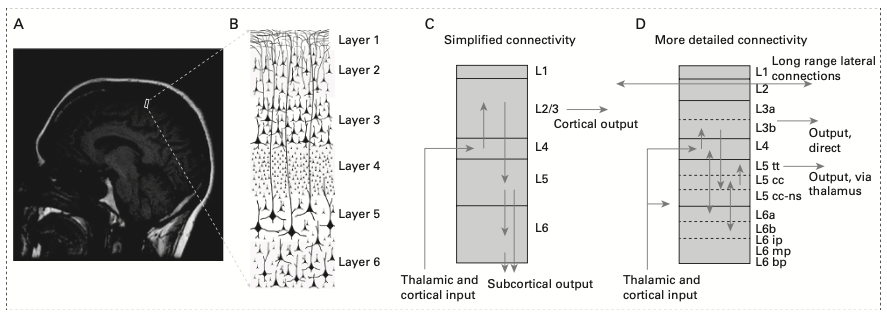 A
B
Layer 1
Layer 2
Layer 3
Layer 4
Layer 5
Layer 6
C
Simplified connectivity
L1
L2/3
Cortical output
L4
L5
L6
Thalamic and
cortical input
Subcortical output
D
More detailed connectivity
Long range lateral
connections
L1
L2
L3a
L3b
Output,
direct
L4
L5 tt
Output, via
thalamus
L5 cc
L5 cc-ns
L6a
L6b
L6 ip
L6 mp
L6 bp
Thalamic and
cortical input